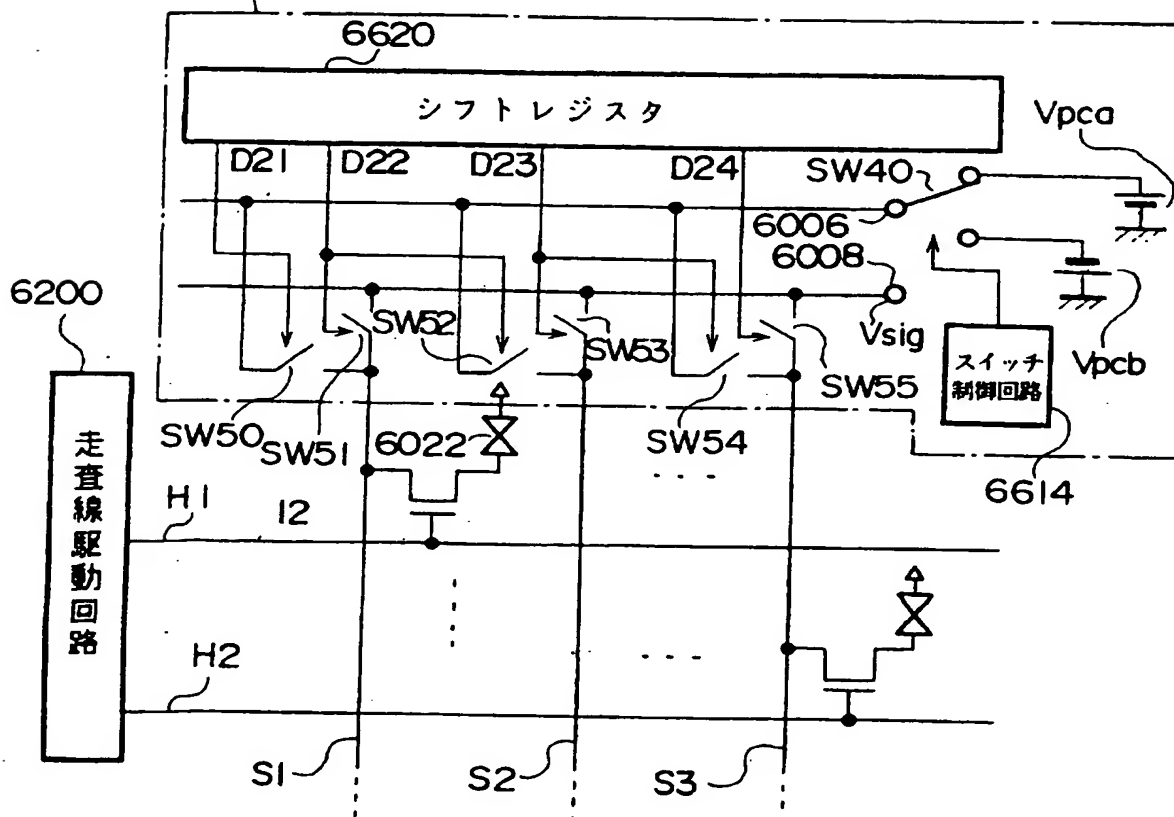 6620
シフトレジスタ
Vpca
D21
D22
D23
D24
SW40
6006
6008
6200
SW52
SW53
Vsig
スイッチ
制御回路
Vpcb
SW55
SW50
SW51
6022
SW54
6614
走査線駆動回路
H1
12
H2
S1
S2
S3